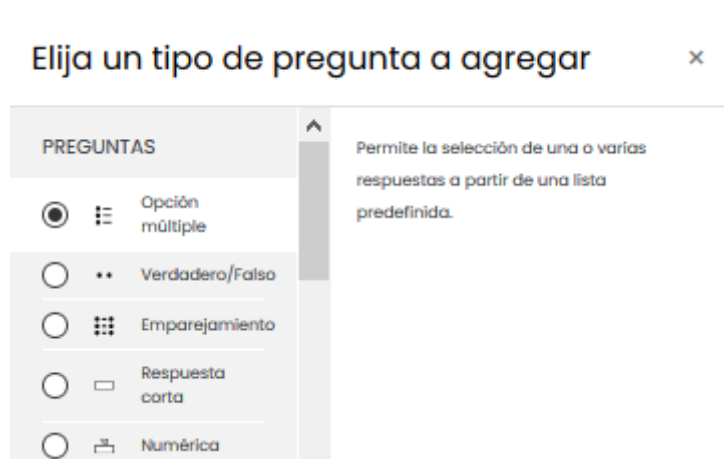 Elija un tipo de pregunta a agregar
×
PREGUNTAS
Opción
múltiple
Verdadero/Falso
Emparejamiento
Respuesta
corta
Numérica
Permite la selección de una o varias
respuestas a partir de una lista
predefinida.